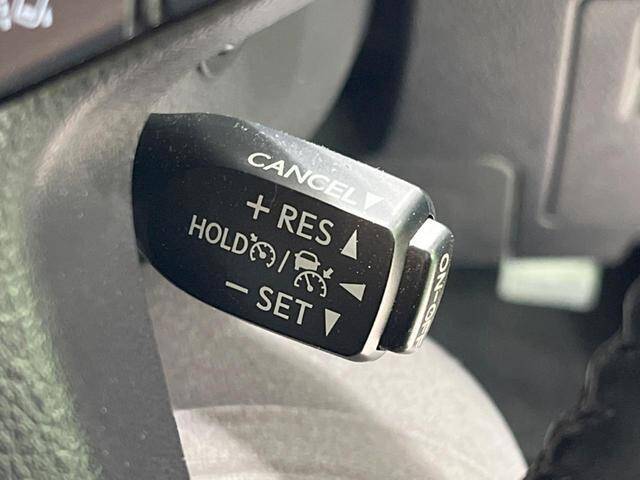 CANCEL▼
+ RES ▲
HOLD / ◀
− SET ▼
ON-OFF